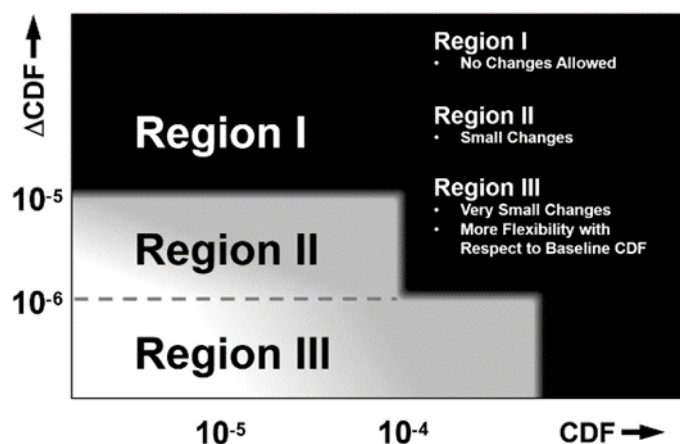 ΔCDF →
Region I
• No Changes Allowed
Region II
• Small Changes
Region III
• Very Small Changes
• More Flexibility with
Respect to Baseline CDF
Region I
10⁻⁵
Region II
10⁻⁶
Region III
10⁻⁵ 10⁻⁴ CDF →